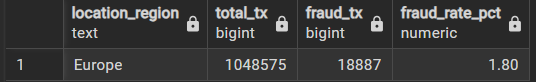 location_region total_tx fraud_tx fraud_rate_pct
text bigint bigint numeric
1 Europe 1048575 18887 1.80